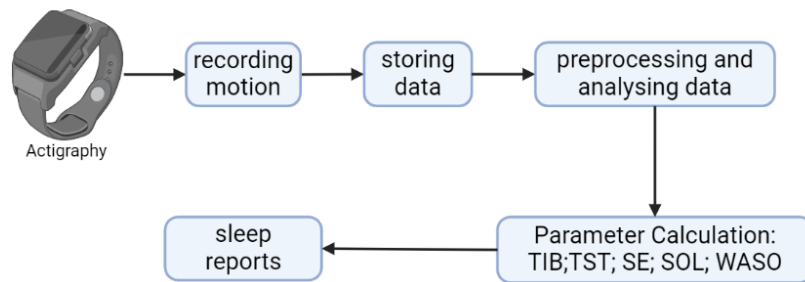 Actigraphy
recording
motion
storing
data
preprocessing and
analysing data
Parameter Calculation:
TIB;TST; SE; SOL; WASO
sleep
reports